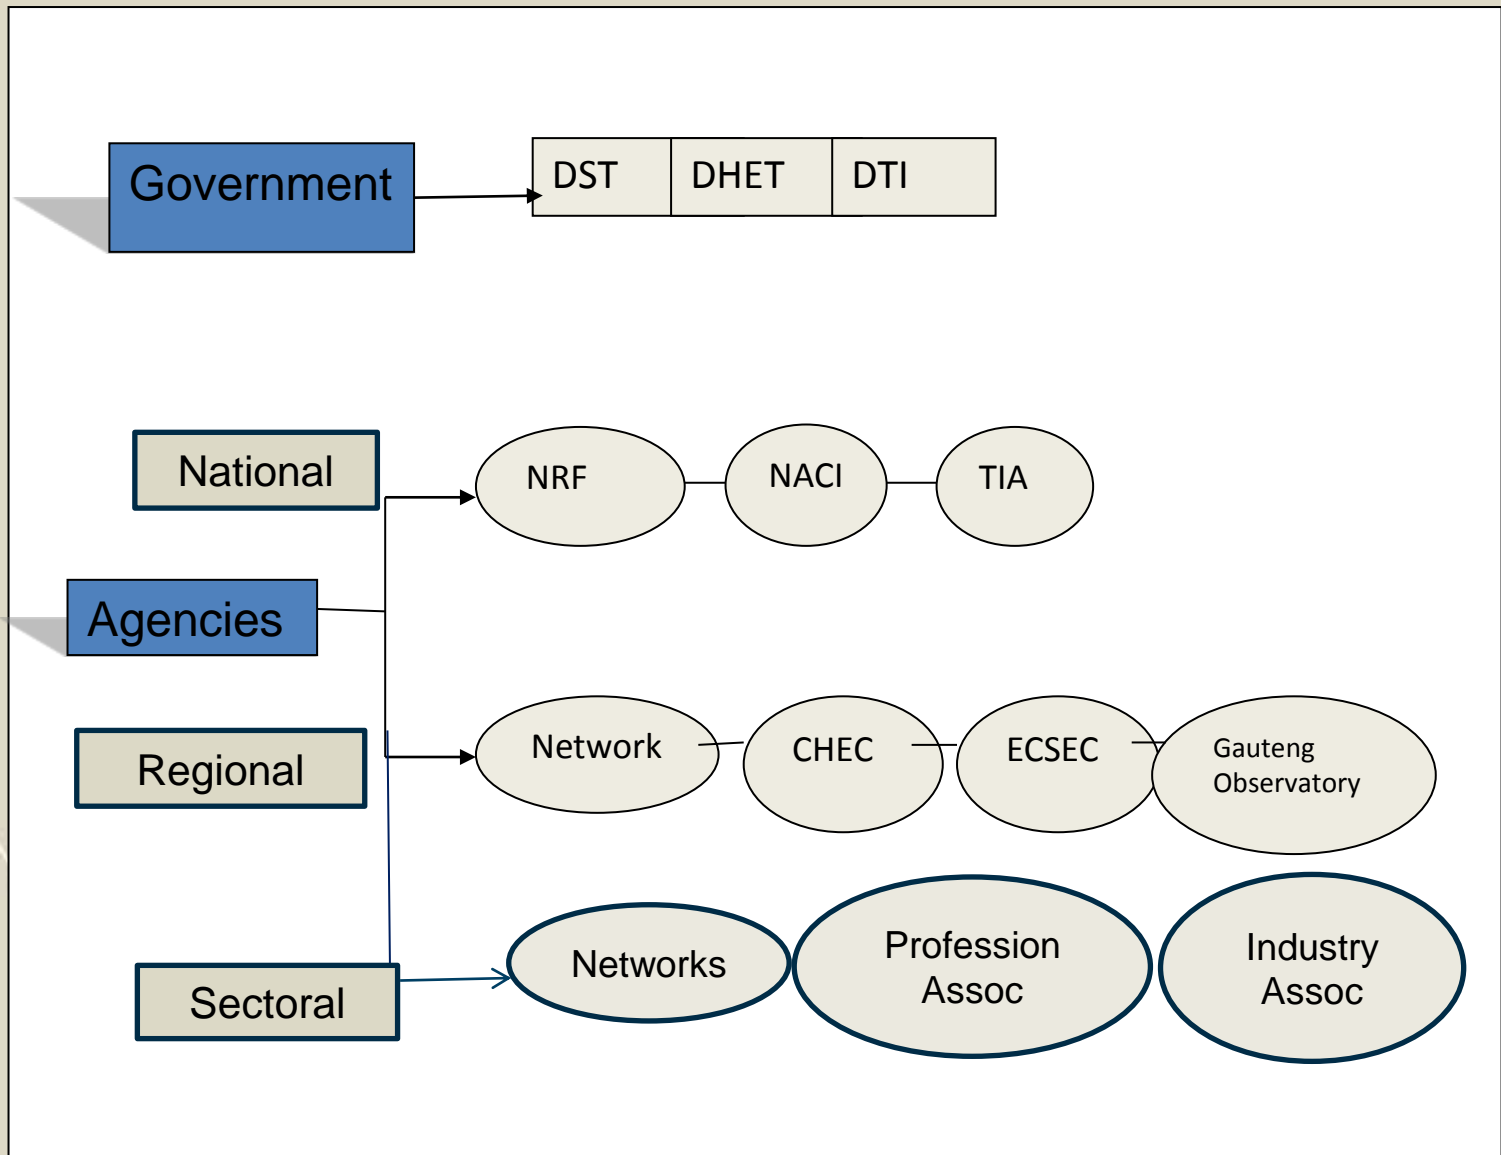 Government
DST DHET DTI
National
NRF NACI TIA
Agencies
Regional
Network CHEC ECSEC Gauteng
Observatory
Sectoral
Networks
Profession
Assoc
Industry
Assoc